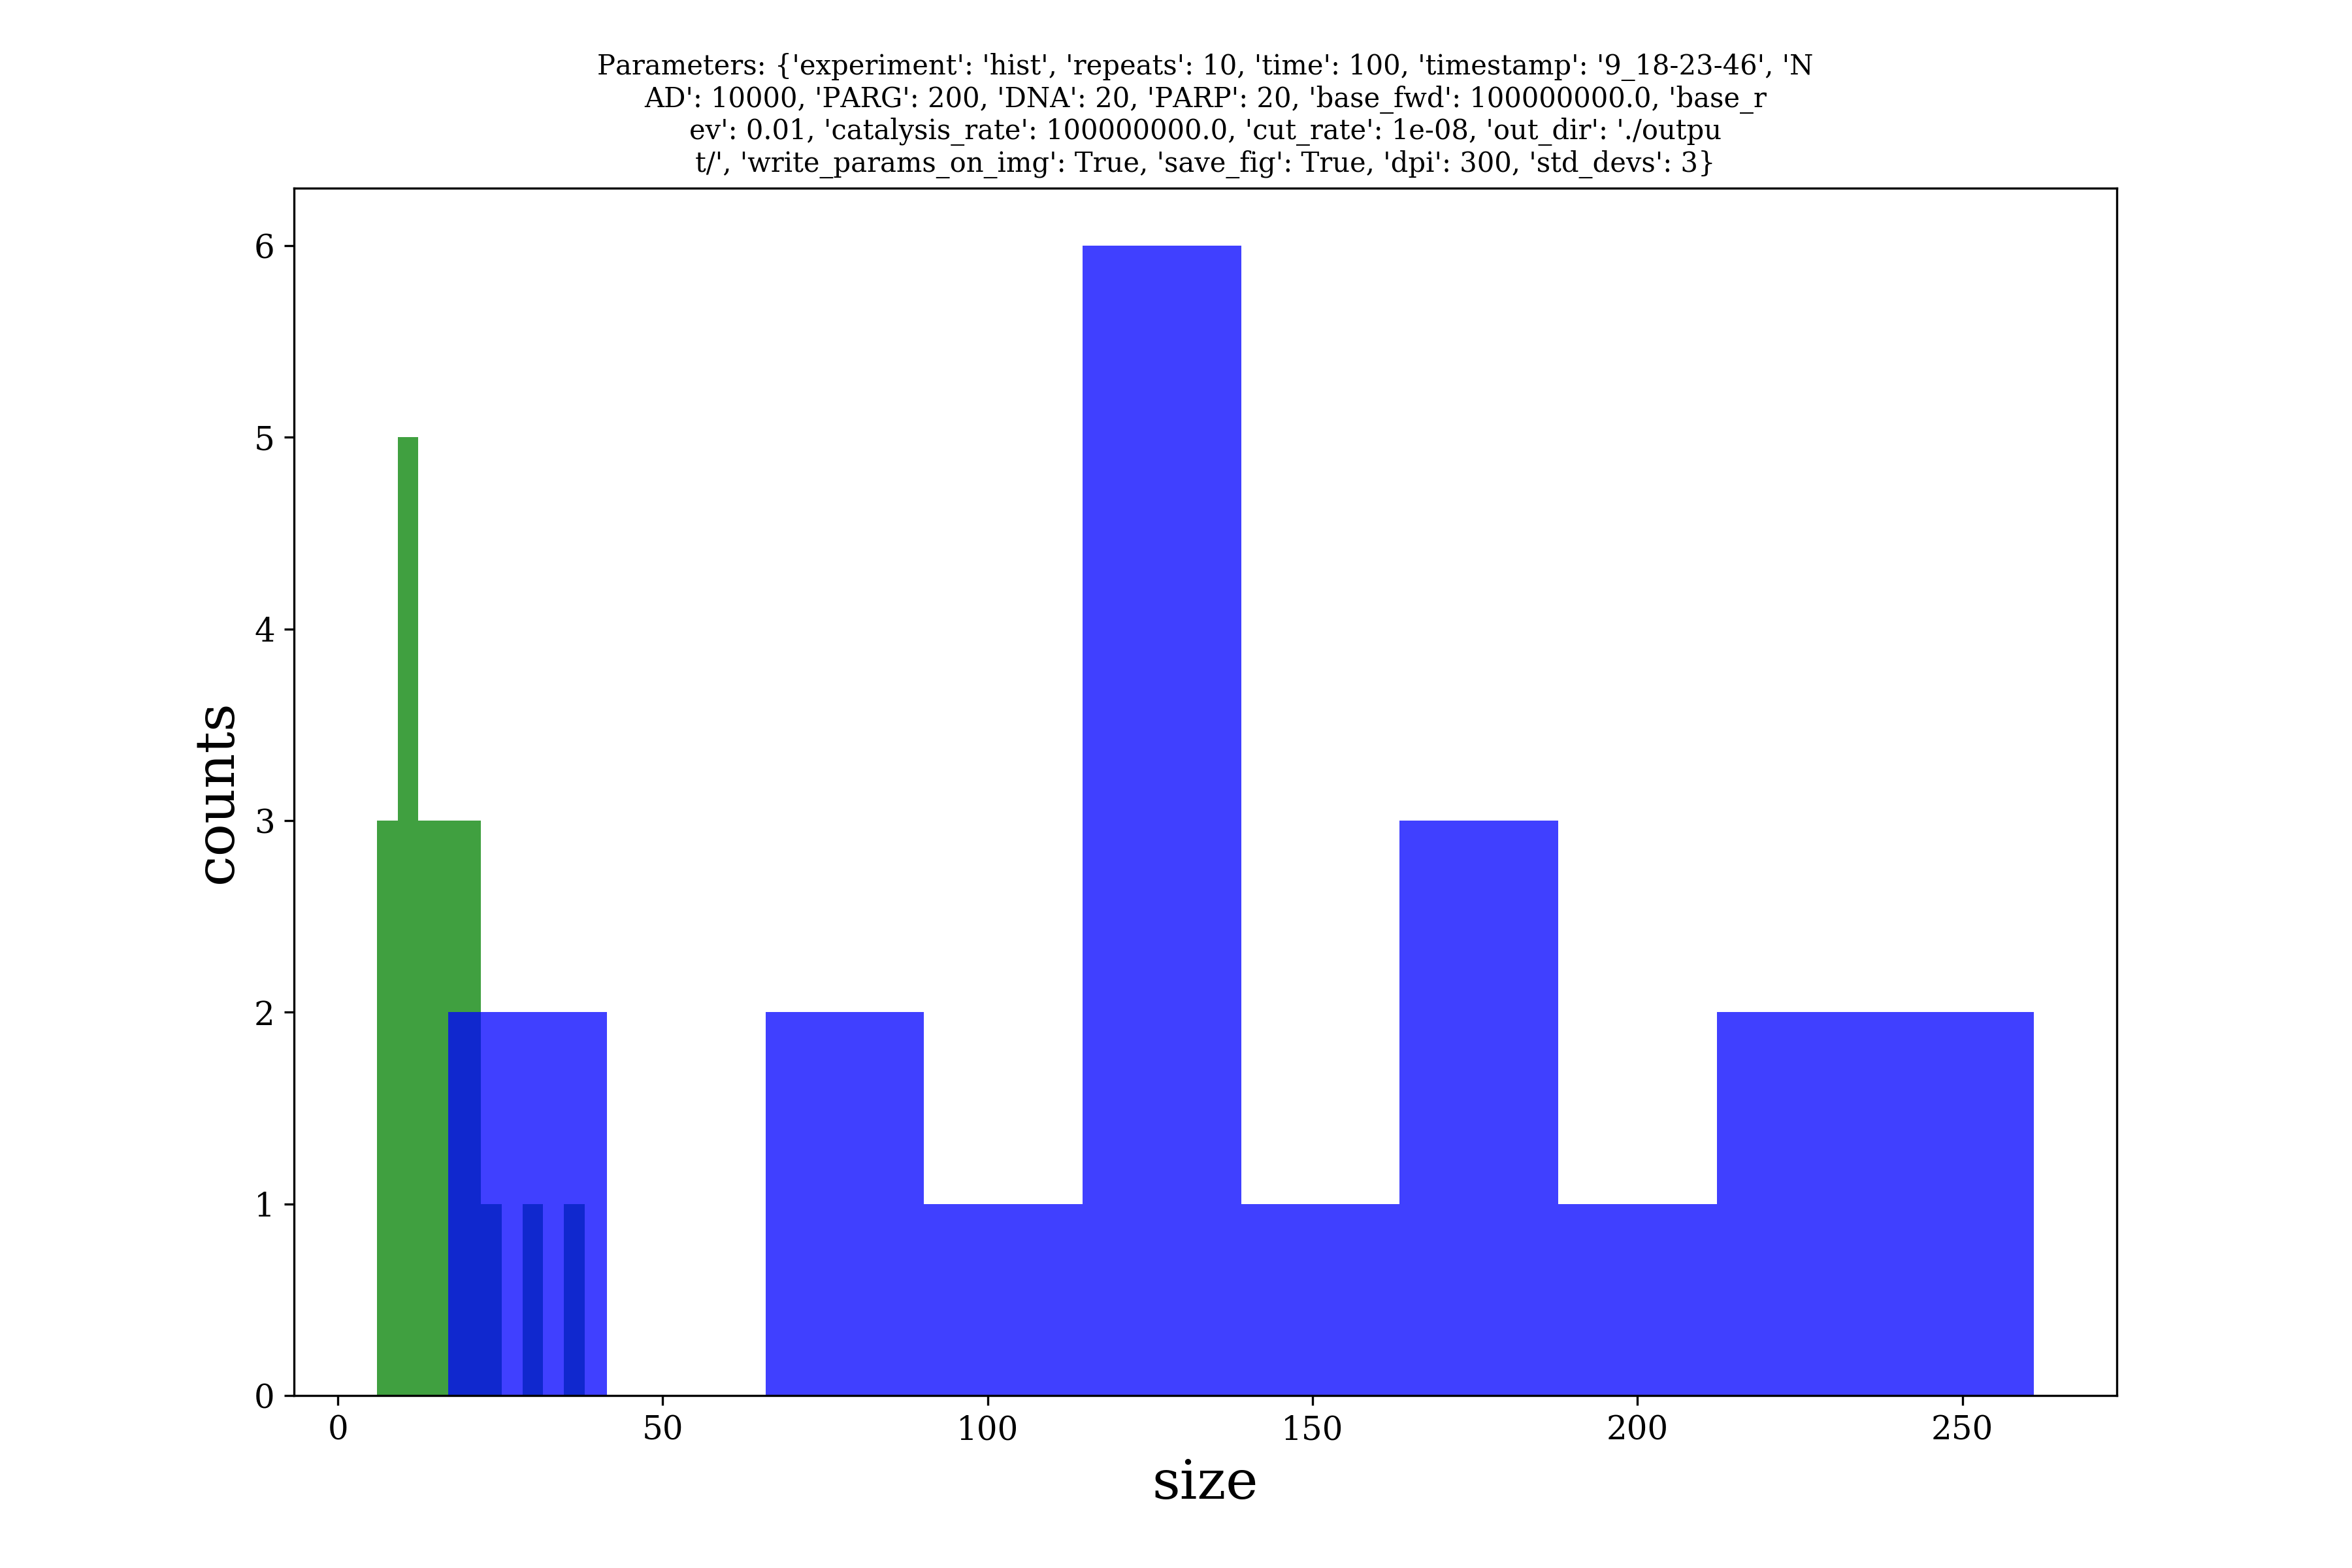 Parameters: {'experiment': 'hist', 'repeats': 10, 'time': 100, 'timestamp': '9_18-23-46', 'N
AD': 10000, 'PARG': 200, 'DNA': 20, 'PARP': 20, 'base_fwd': 100000000.0, 'base_r
ev': 0.01, 'catalysis_rate': 100000000.0, 'cut_rate': 1e-08, 'out_dir': './outpu
t/', 'write_params_on_img': True, 'save_fig': True, 'dpi': 300, 'std_devs': 3}
6
5
4
3
2
1
0
counts
0 50 100 150 200 250
size